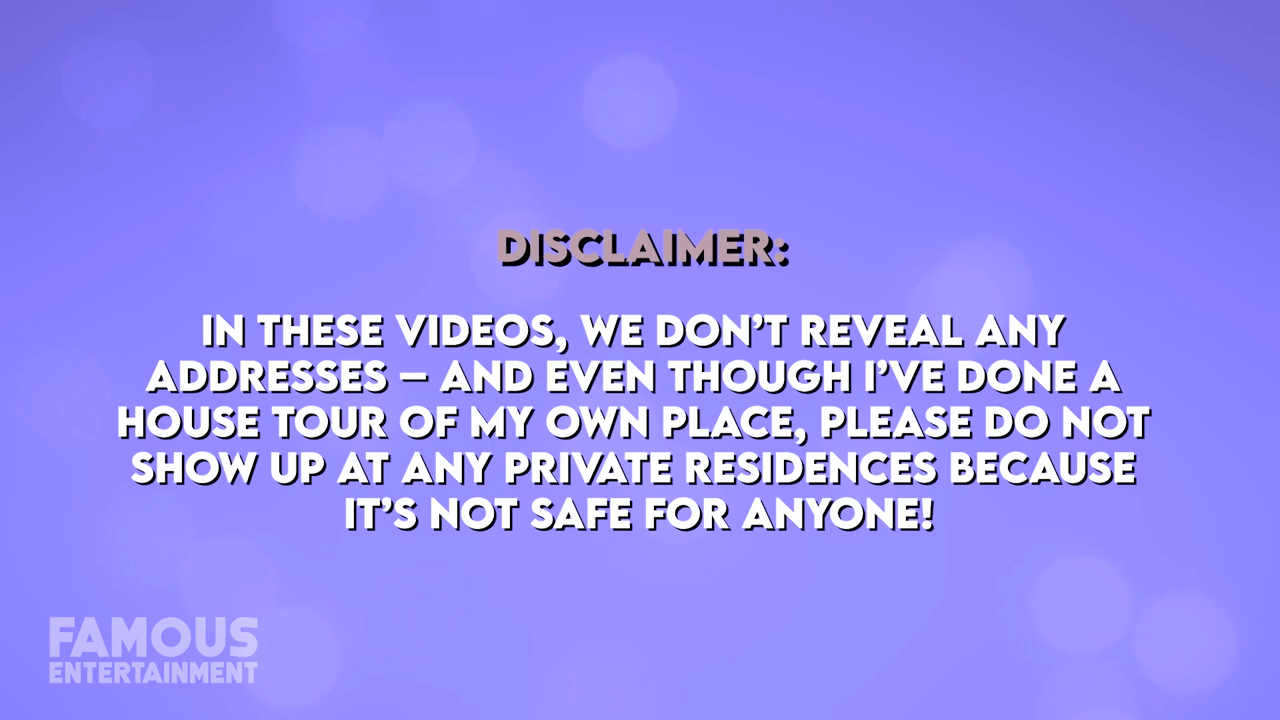 DISCLAIMER:
IN THESE VIDEOS, WE DON'T REVEAL ANY
ADDRESSES – AND EVEN THOUGH I'VE DONE A
HOUSE TOUR OF MY OWN PLACE, PLEASE DO NOT
SHOW UP AT ANY PRIVATE RESIDENCES BECAUSE
IT'S NOT SAFE FOR ANYONE!
FAMOUS
ENTERTAINMENT